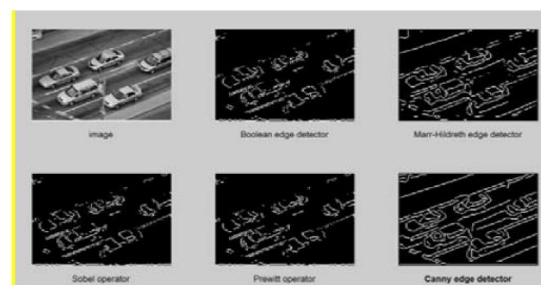 image
Boolean edge detector
Marr-Hildreth edge detector
Sobel operator
Prewitt operator
Canny edge detector